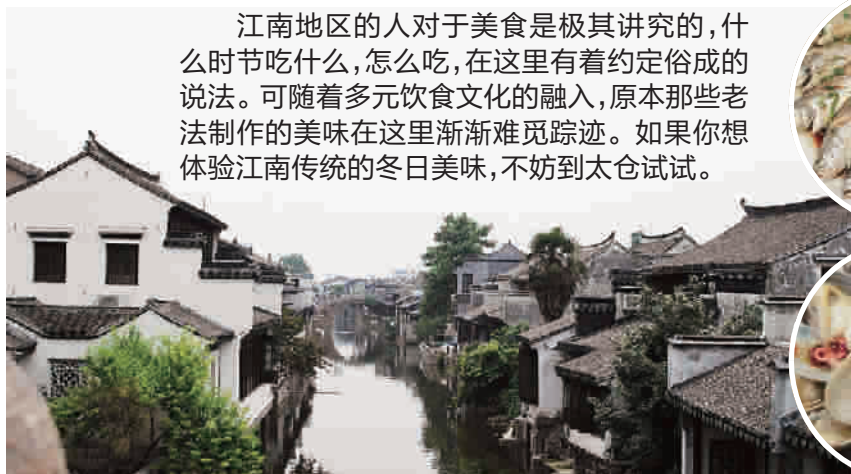 江南地区的人对于美食是极其讲究的,什
么时节吃什么,怎么吃,在这里有着约定俗成的
说法。可随着多元饮食文化的融入,原本那些老
法制作的美味在这里渐渐难觅踪迹。如果你想
体验江南传统的冬日美味,不妨到太仓试试。